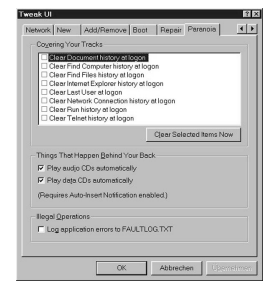 Tweak UI
Network New Add/Remove Boot Repair Paranoia
Covering Your Tracks
Clear Document history at logon
Clear Find Computer history at logon
Clear Find Files history at logon
Clear Internet Explorer history at logon
Clear Last User at logon
Clear Network Connection history at logon
Clear Run history at logon
Clear Telnet history at logon
Clear Selected Items Now
Things That Happen Behind Your Back
Play audio CDs automatically
Play data CDs automatically
(Requires Auto-Insert Notification enabled.)
Illegal Operations
Log application errors to FAULTLOG.TXT
OK Abbrechen Übernehmen